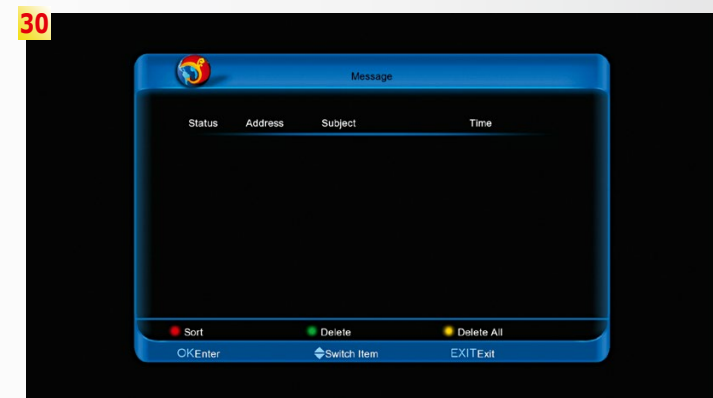 30
Message
Status Address Subject Time
Sort Delete Delete All
OKEnter Switch Item EXITExit